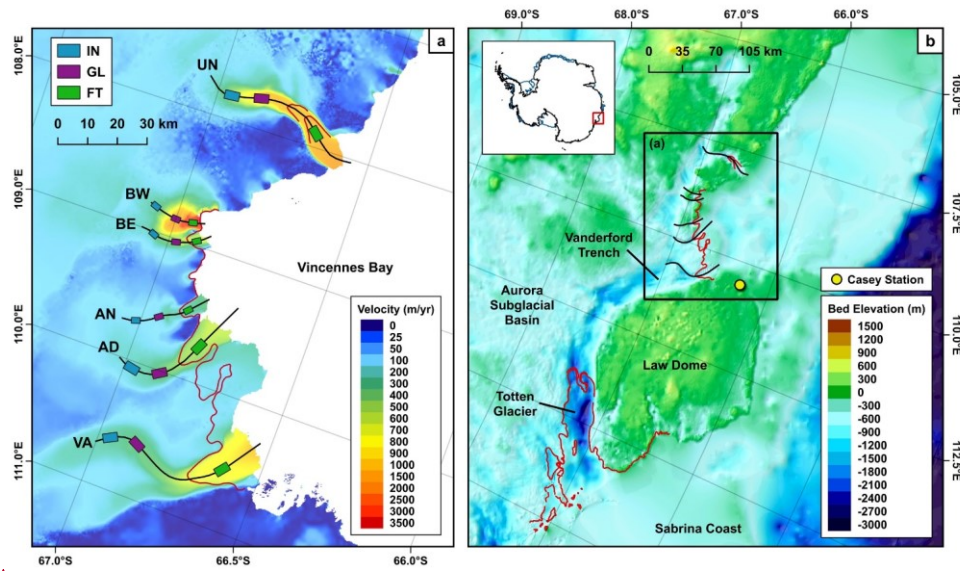 a
IN
GL
FT
0 10 20 30 km
108.0°E
109.0°E
110.0°E
111.0°E
UN
BW
BE
AN
AD
VA
Vincennes Bay
Velocity (m/yr)
0
25
50
100
200
300
400
500
600
700
800
900
1000
2000
2500
3000
3500
67.0°S
66.5°S
66.0°S
69.0°S
68.0°S
67.0°S
66.0°S
b
0 35 70 105 km
(a)
105.0°E
107.5°E
110.0°E
112.5°E
Vanderford
Trench
Aurora
Subglacial
Basin
Law Dome
Totten
Glacier
Sabrina Coast
Casey Station
Bed Elevation (m)
1500
1200
900
600
300
0
-300
-600
-900
-1200
-1500
-1800
-2100
-2400
-2700
-3000